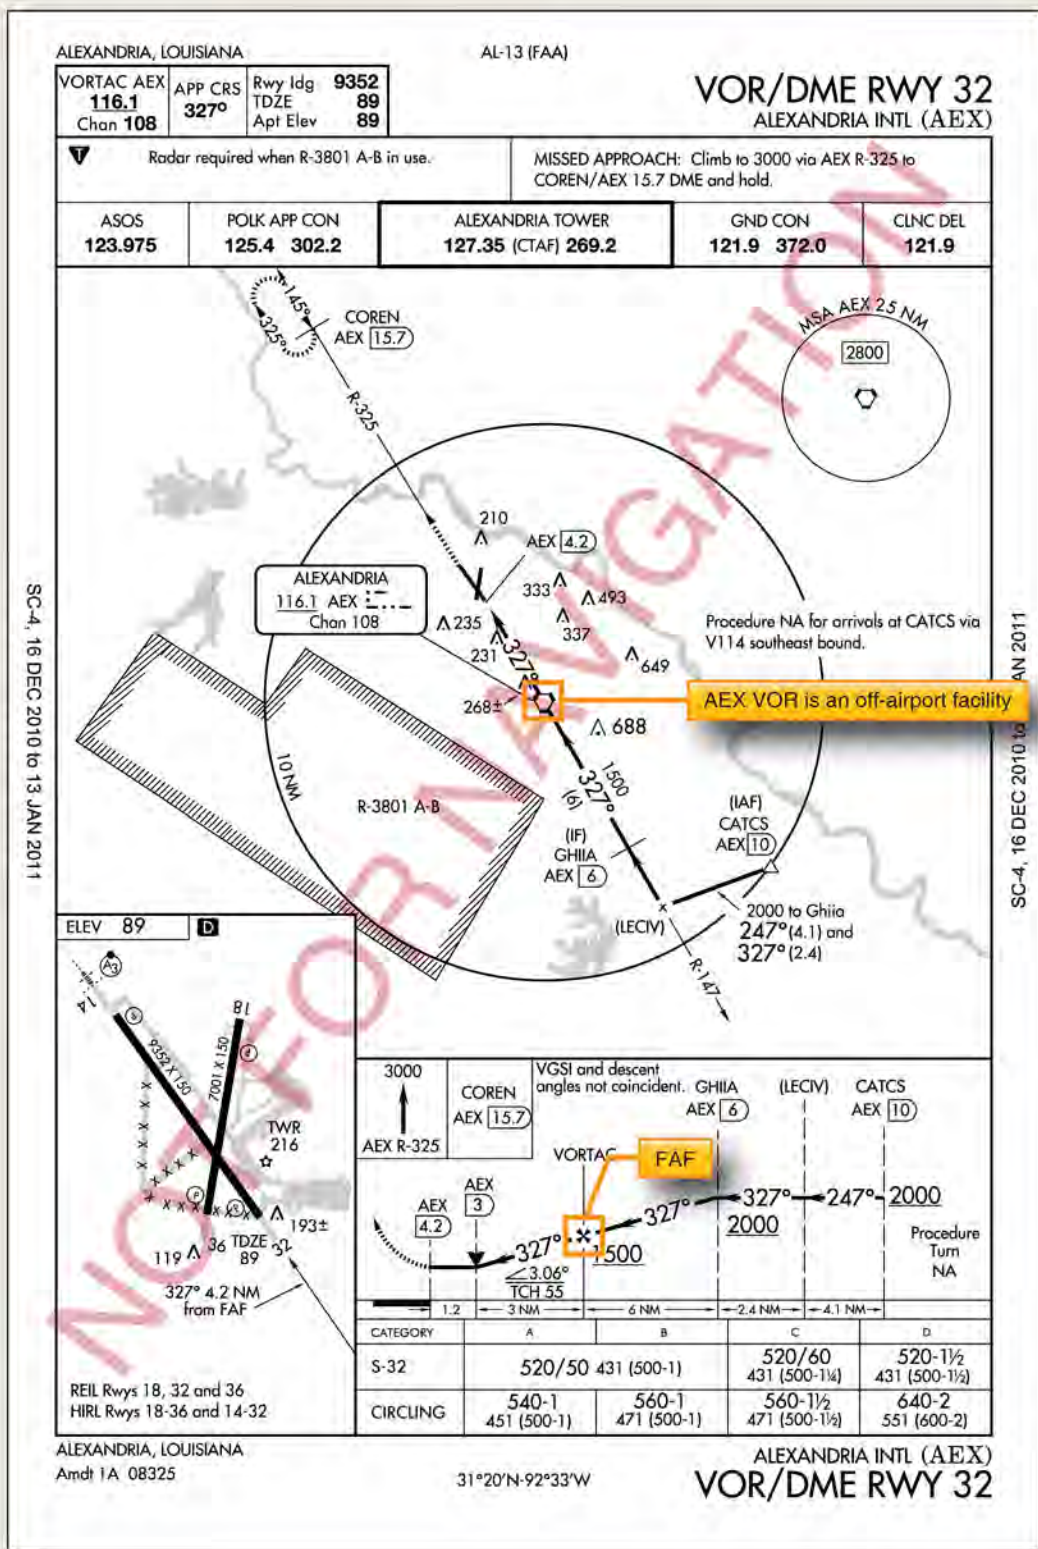 ALEXANDRIA, LOUISIANA
AL-13 (FAA)
VORTAC AEX
116.1
Chan 108
APP CRS
327°
Rwy ldg 9352
TDZE 89
Apt Elev 89
VOR/DME RWY 32
ALEXANDRIA INTL (AEX)
T
Radar required when R-3801 A-B in use.
MISSED APPROACH: Climb to 3000 via AEX R-325 to
COREN/AEX 15.7 DME and hold.
ASOS
123.975
POLK APP CON
125.4 302.2
ALEXANDRIA TOWER
127.35 (CTAF) 269.2
GND CON
121.9 372.0
CLNC DEL
121.9
NOT FOR NAVIGATION
145°
325°
COREN
AEX 15.7
R-325
MSA AEX 25 NM
2800
210
AEX 4.2
ALEXANDRIA
116.1 AEX
Chan 108
333
493
337
235
231
649
327°
268±
688
Procedure NA for arrivals at CATCS via
V114 southeast bound.
AEX VOR is an off-airport facility
10 NM
R-3801 A-B
1500
327°
(6)
(IF)
GHIIA
AEX 6
(IAF)
CATCS
AEX 10
(LECIV)
2000 to Ghiia
247° (4.1) and
327° (2.4)
R-147
SC-4, 16 DEC 2010 to 13 JAN 2011
SC-4, 16 DEC 2010 to AN 2011
ELEV 89
D
A3
14
18
9352 X 150
7001 X 150
P
P
TWR
216
193±
119
36
TDZE
89
32
327° 4.2 NM
from FAF
REIL Rwys 18, 32 and 36
HIRL Rwys 18-36 and 14-32
3000
AEX R-325
COREN
AEX 15.7
VGSI and descent
angles not coincident.
GHIIA
AEX 6
(LECIV)
CATCS
AEX 10
VORTAC
FAF
AEX
4.2
AEX
3
327°
1500
327°
2000
327°
247°
2000
3.06°
TCH 55
Procedure
Turn
NA
1.2
3 NM
6 NM
2.4 NM
4.1 NM
CATEGORY A B C D
S-32 520/50 431 (500-1) 520/60 431 (500-1¼) 520-1½ 431 (500-1½)
CIRCLING 540-1 451 (500-1) 560-1 471 (500-1) 560-1½ 471 (500-1½) 640-2 551 (600-2)
ALEXANDRIA, LOUISIANA
Amdt 1A 08325
31°20'N-92°33'W
ALEXANDRIA INTL (AEX)
VOR/DME RWY 32